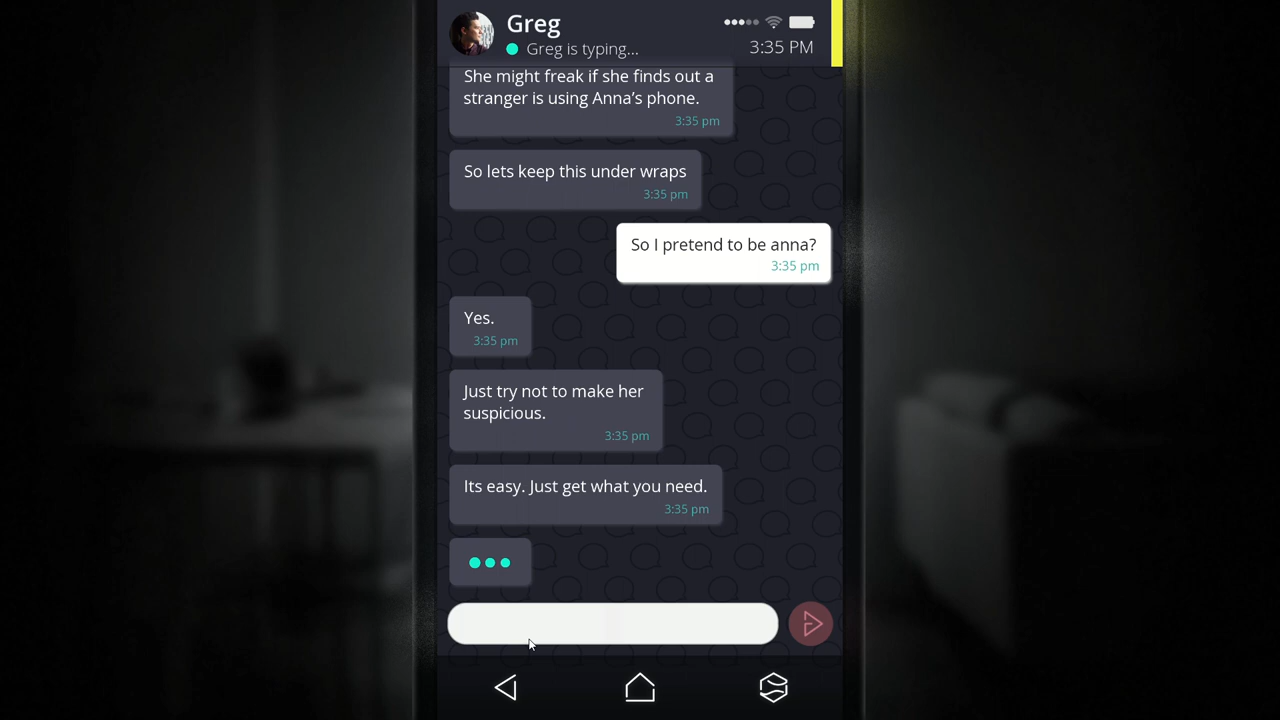 Greg
Greg is typing...
3:35 PM
She might freak if she finds out a
stranger is using Anna’s phone.
3:35 pm
So lets keep this under wraps
3:35 pm
So I pretend to be anna?
3:35 pm
Yes.
3:35 pm
Just try not to make her
suspicious.
3:35 pm
Its easy. Just get what you need.
3:35 pm